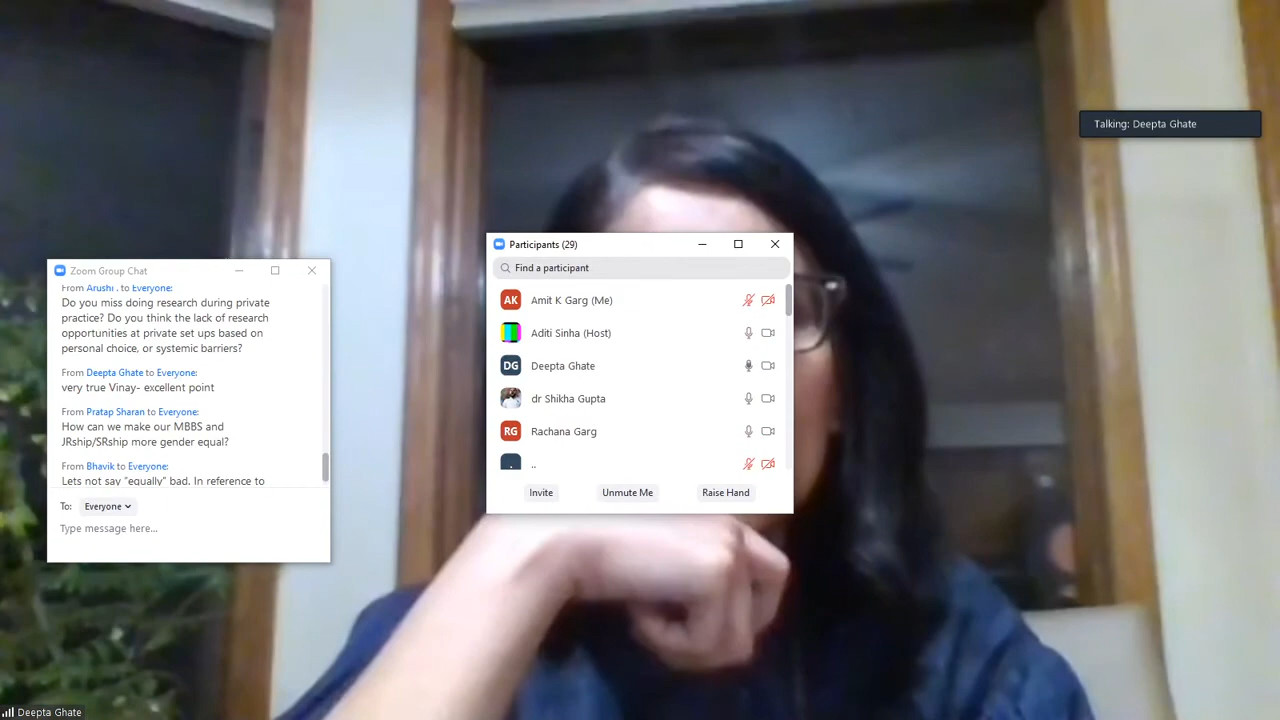 Talking: Deepta Ghate
Participants (29)
Find a participant
AK Amit K Garg (Me)
Aditi Sinha (Host)
DG Deepta Ghate
dr Shikha Gupta
RG Rachana Garg
. ..
Invite Unmute Me Raise Hand
Zoom Group Chat
From Arushi . to Everyone:
Do you miss doing research during private
practice? Do you think the lack of research
opportunities at private set ups based on
personal choice, or systemic barriers?
From Deepta Ghate to Everyone:
very true Vinay- excellent point
From Pratap Sharan to Everyone:
How can we make our MBBS and
JRship/SRship more gender equal?
From Bhavik to Everyone:
Lets not say "equally" bad. In reference to
To: Everyone
Type message here...
Deepta Ghate